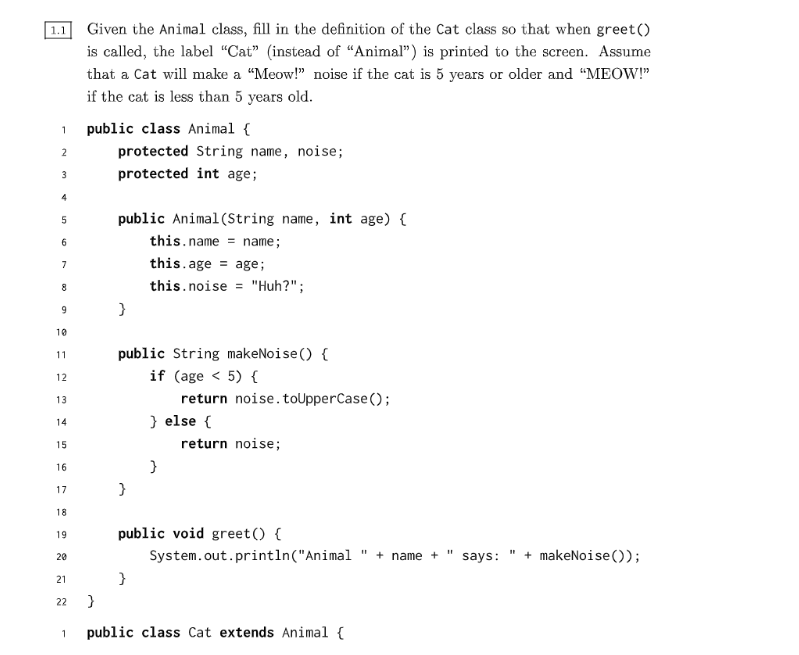 1.1 Given the Animal class, fill in the definition of the Cat class so that when greet()
is called, the label “Cat” (instead of “Animal”) is printed to the screen. Assume
that a Cat will make a “Meow!” noise if the cat is 5 years or older and “MEOW!”
if the cat is less than 5 years old.
1 public class Animal {
2 protected String name, noise;
3 protected int age;
4
5 public Animal(String name, int age) {
6 this.name = name;
7 this.age = age;
8 this.noise = "Huh?";
9 }
10
11 public String makeNoise() {
12 if (age < 5) {
13 return noise.toUpperCase();
14 } else {
15 return noise;
16 }
17 }
18
19 public void greet() {
20 System.out.println("Animal " + name + " says: " + makeNoise());
21 }
22 }
1 public class Cat extends Animal {